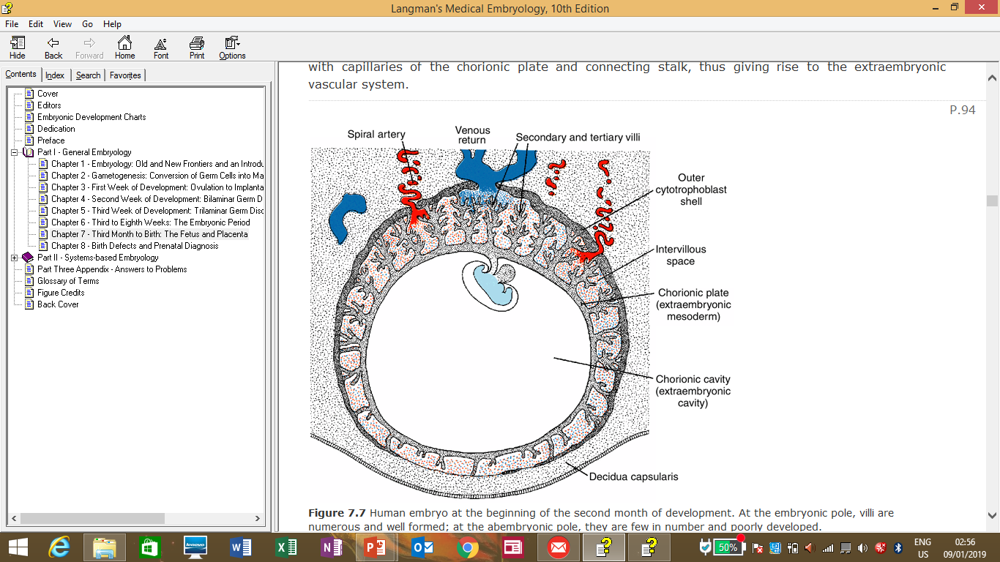 Langman's Medical Embryology, 10th Edition
File Edit View Go Help
Hide Back Forward Home Font Print Options
Contents Index Search Favorites
Cover
Editors
Embryonic Development Charts
Dedication
Preface
Part I - General Embryology
Chapter 1 - Embryology: Old and New Frontiers and an Introdu
Chapter 2 - Gametogenesis: Conversion of Germ Cells into Ma
Chapter 3 - First Week of Development: Ovulation to Implanta
Chapter 4 - Second Week of Development: Bilaminar Germ D
Chapter 5 - Third Week of Development: Trilaminar Germ Disc
Chapter 6 - Third to Eighth Weeks: The Embryonic Period
Chapter 7 - Third Month to Birth: The Fetus and Placenta
Chapter 8 - Birth Defects and Prenatal Diagnosis
Part II - Systems-based Embryology
Part Three Appendix - Answers to Problems
Glossary of Terms
Figure Credits
Back Cover
with capillaries of the chorionic plate and connecting stalk, thus giving rise to the extraembryonic
vascular system.
P.94
Spiral artery
Venous
return
Secondary and tertiary villi
Outer
cytotrophoblast
shell
Intervillous
space
Chorionic plate
(extraembryonic
mesoderm)
Chorionic cavity
(extraembryonic
cavity)
Decidua capsularis
Figure 7.7 Human embryo at the beginning of the second month of development. At the embryonic pole, villi are
numerous and well formed; at the abembryonic pole, they are few in number and poorly developed.
lenovo
50%
ENG
US
02:56
09/01/2019